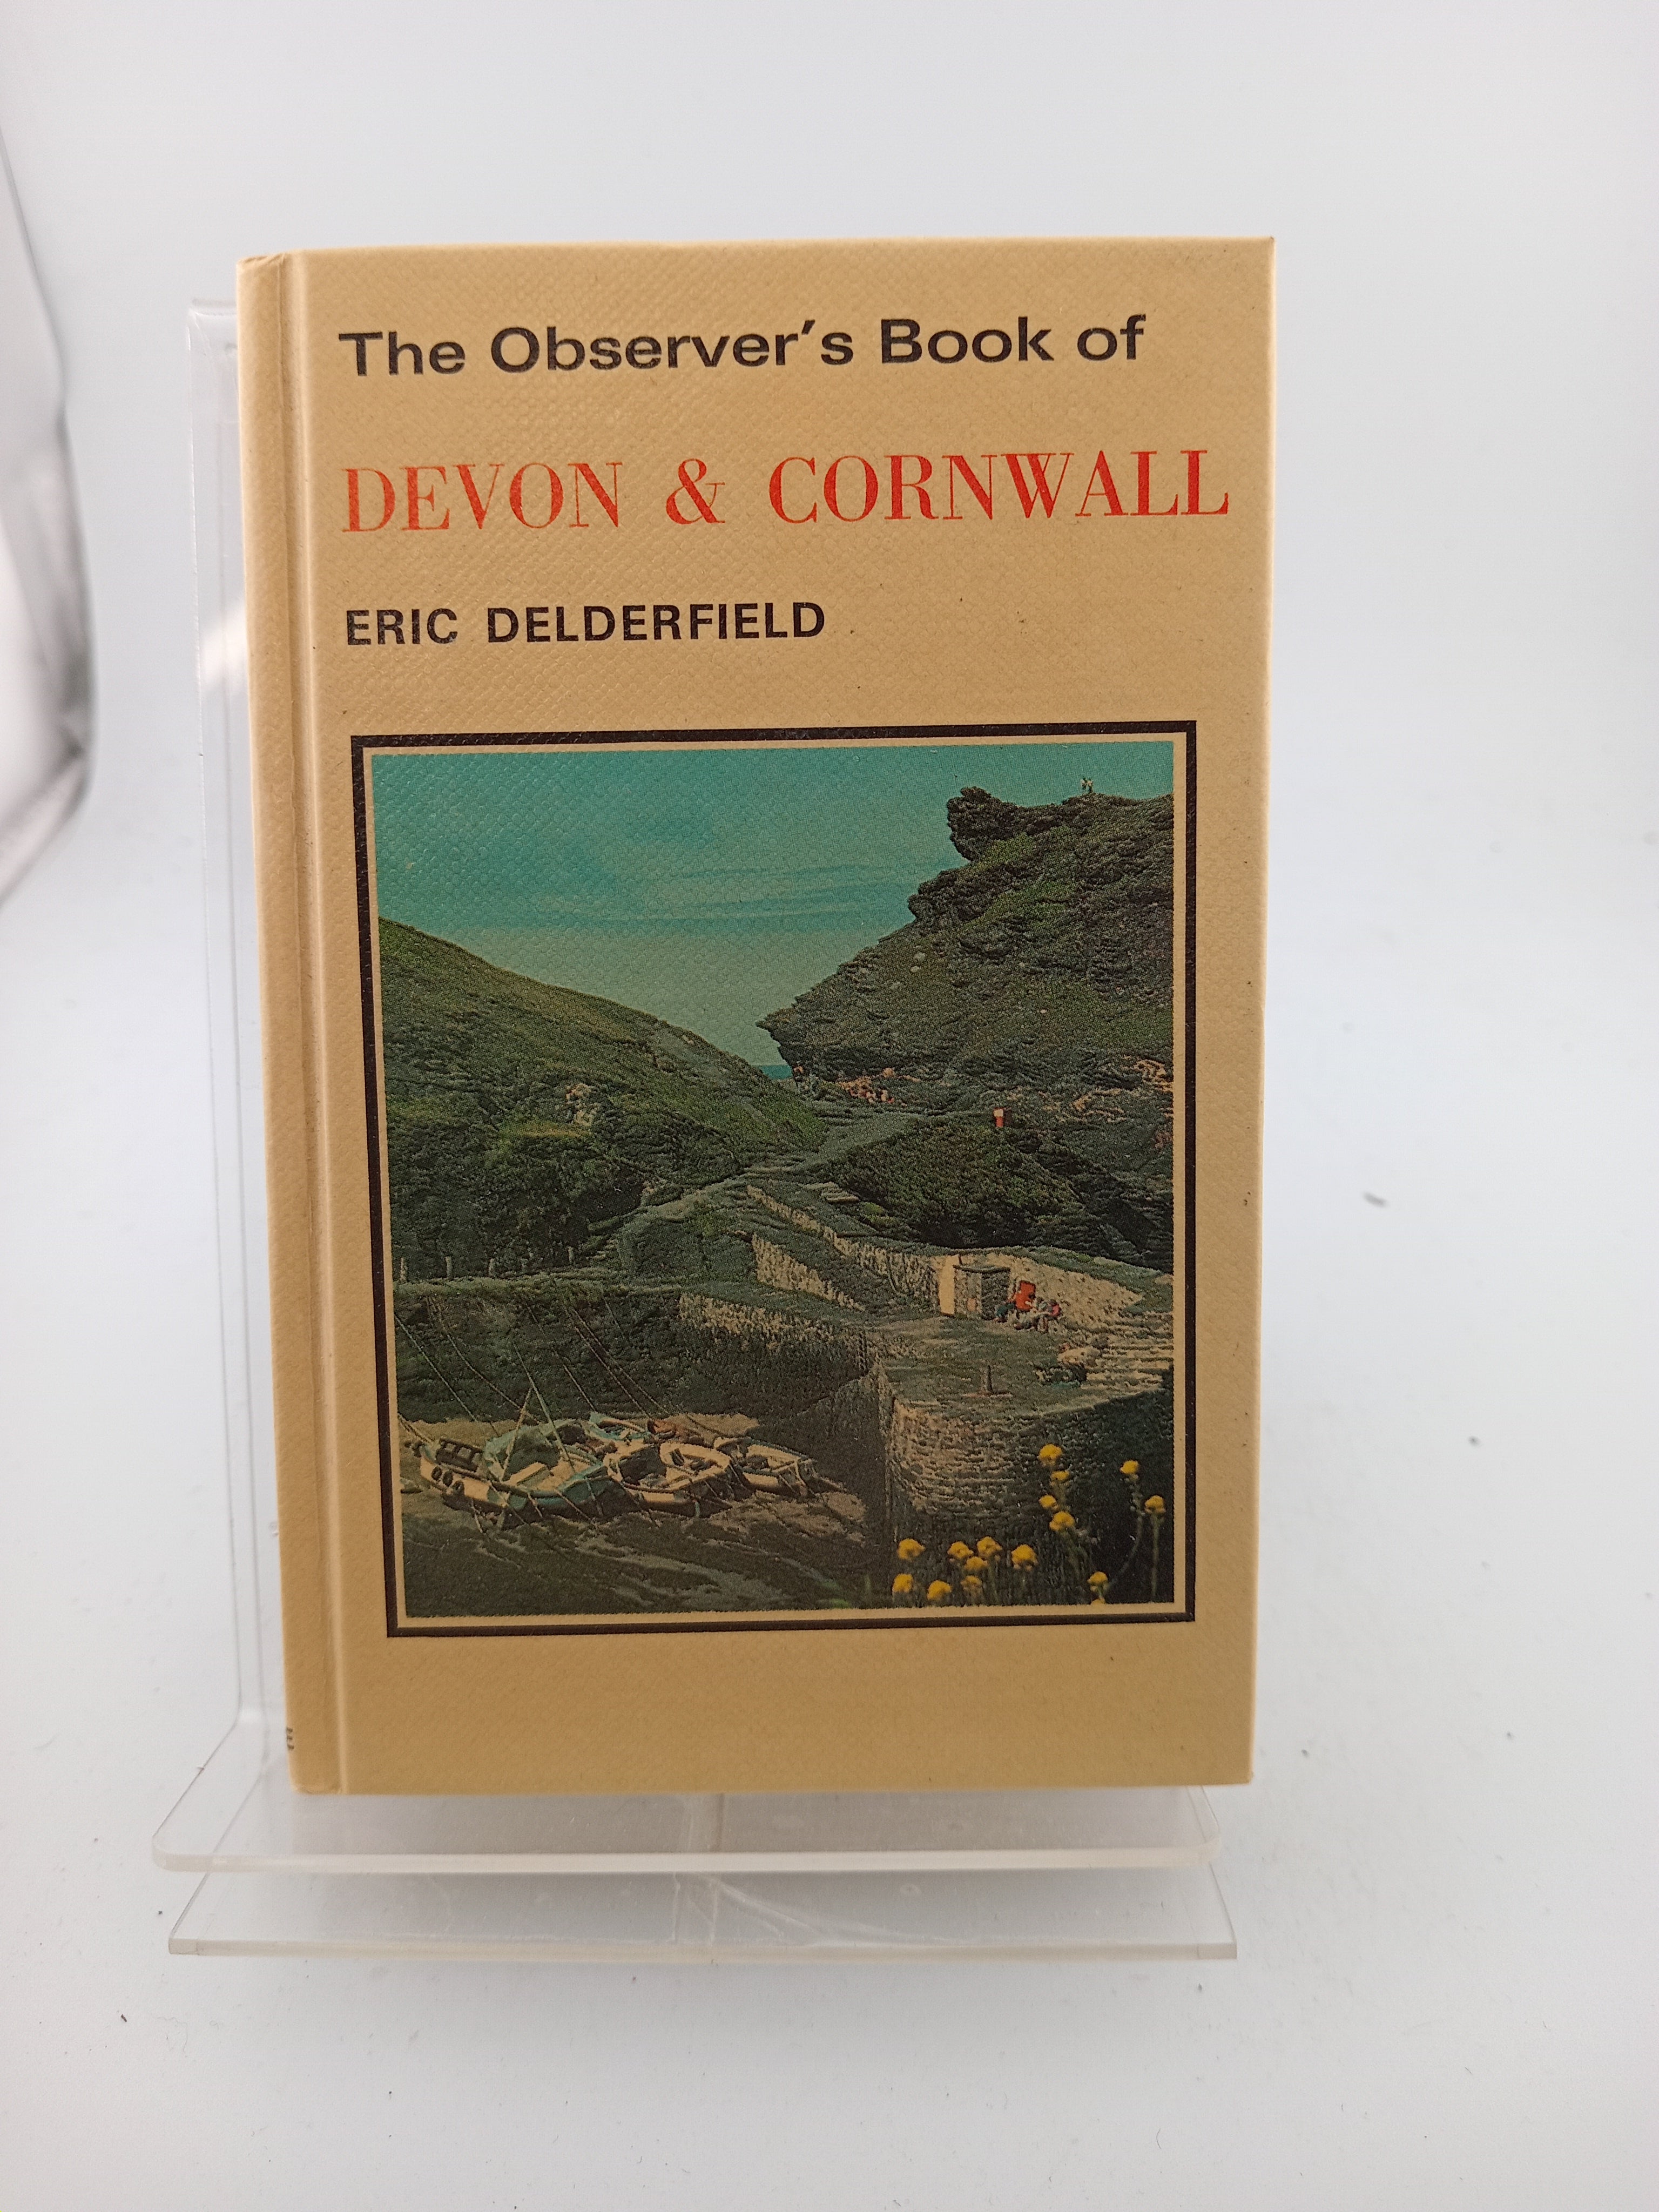 The Observer's Book of
DEVON & CORNWALL
ERIC DELDERFIELD